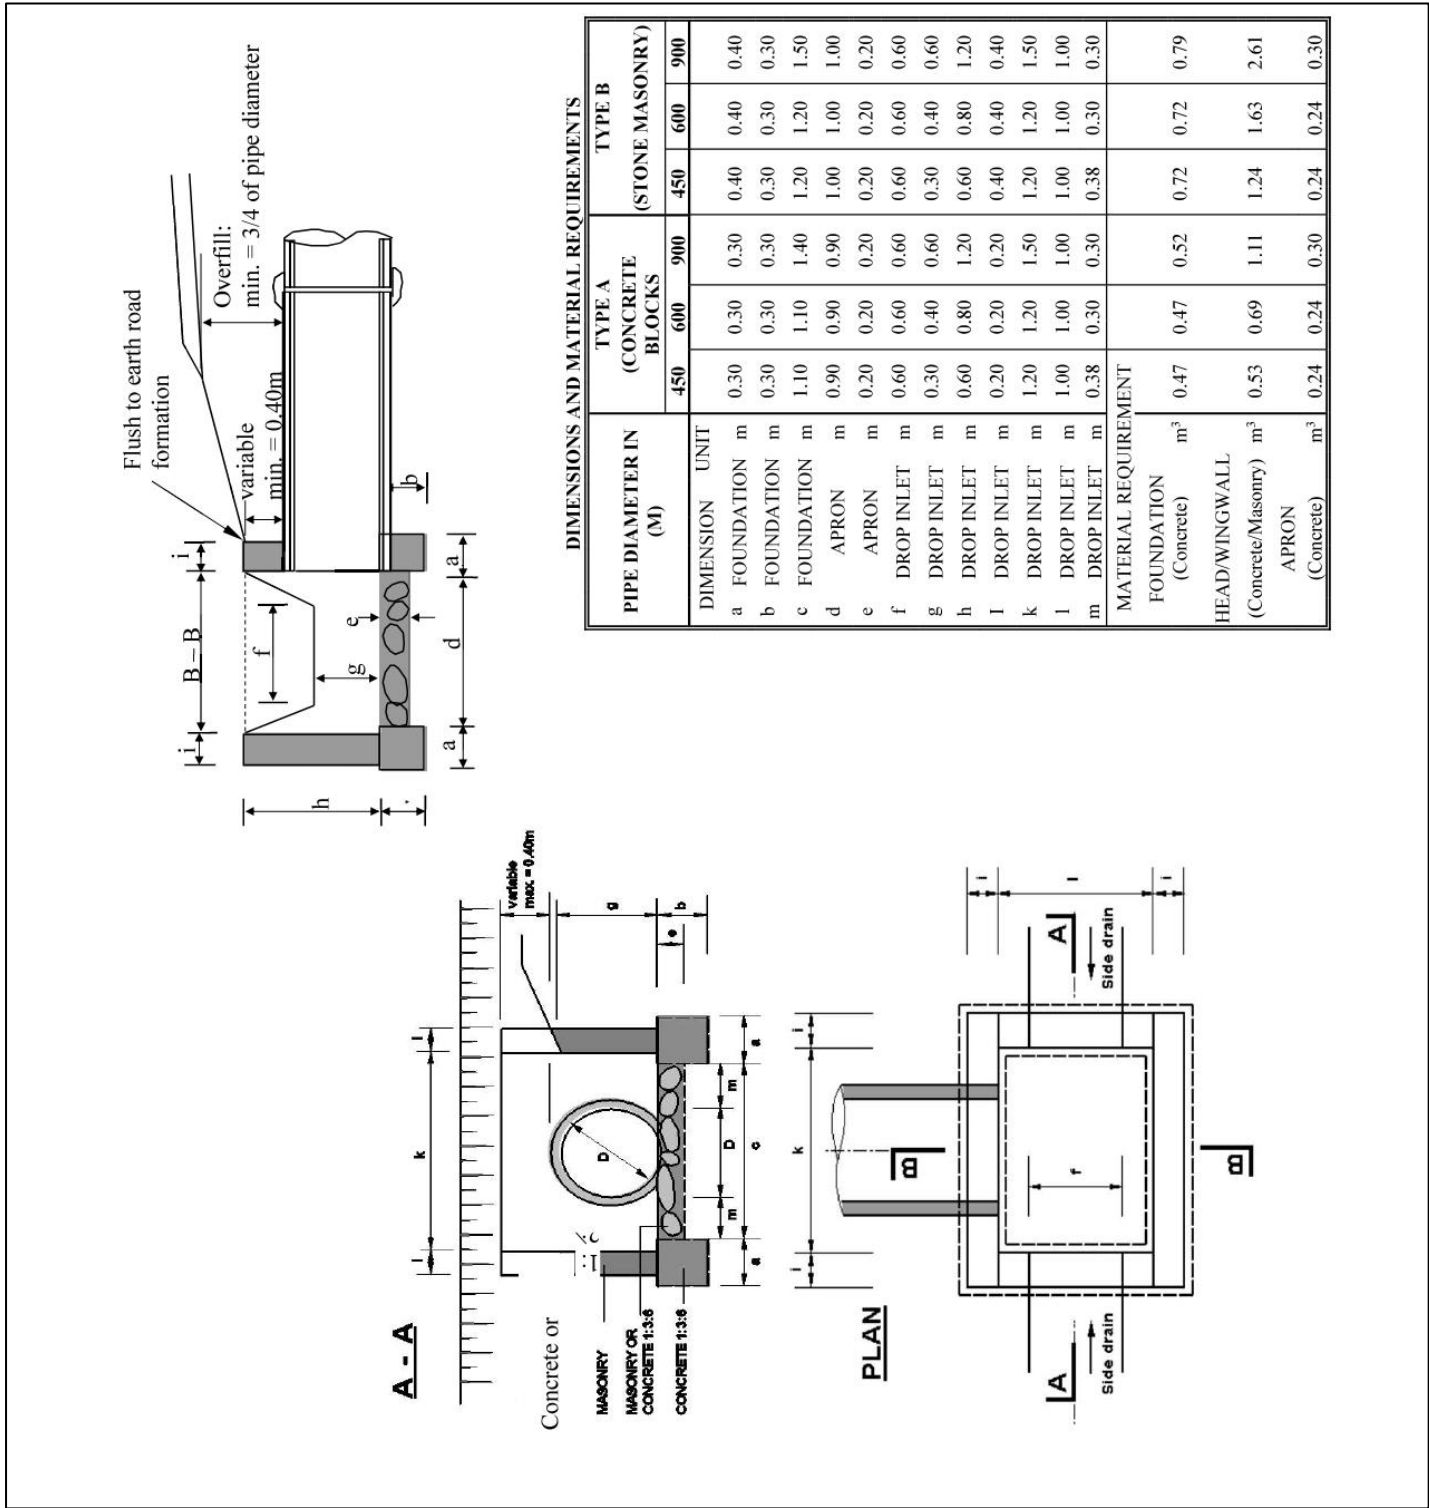 A - A
Concrete or
MASONRY
MASONRY OR
CONCRETE 1:3:6
CONCRETE 1:3:6
l k l
variable
max. = 0.40m
g
b
e
D
a m D m a
c
B – B
i f i
h
g
e
a d a
b
Flush to earth road
formation
variable
min. = 0.40m
Overfill:
min. = 3/4 of pipe diameter
PLAN
i k i
i
l
i
f
A A
B B
Side drain
Side drain
DIMENSIONS AND MATERIAL REQUIREMENTS
PIPE DIAMETER IN (M) TYPE A (CONCRETE BLOCKS TYPE B (STONE MASONRY)
450 600 900 450 600 900
DIMENSION UNIT
a FOUNDATION m 0.30 0.30 0.30 0.40 0.40 0.40
b FOUNDATION m 0.30 0.30 0.30 0.30 0.30 0.30
c FOUNDATION m 1.10 1.10 1.40 1.20 1.20 1.50
d APRON m 0.90 0.90 0.90 1.00 1.00 1.00
e APRON m 0.20 0.20 0.20 0.20 0.20 0.20
f DROP INLET m 0.60 0.60 0.60 0.60 0.60 0.60
g DROP INLET m 0.30 0.40 0.60 0.30 0.40 0.60
h DROP INLET m 0.60 0.80 1.20 0.60 0.80 1.20
I DROP INLET m 0.20 0.20 0.20 0.40 0.40 0.40
k DROP INLET m 1.20 1.20 1.50 1.20 1.20 1.50
l DROP INLET m 1.00 1.00 1.00 1.00 1.00 1.00
m DROP INLET m 0.38 0.30 0.30 0.38 0.30 0.30
MATERIAL REQUIREMENT
FOUNDATION
(Concrete) m³ 0.47 0.47 0.52 0.72 0.72 0.79
HEAD/WINGWALL
(Concrete/Masonry) m³ 0.53 0.69 1.11 1.24 1.63 2.61
APRON
(Concrete) m³ 0.24 0.24 0.30 0.24 0.24 0.30